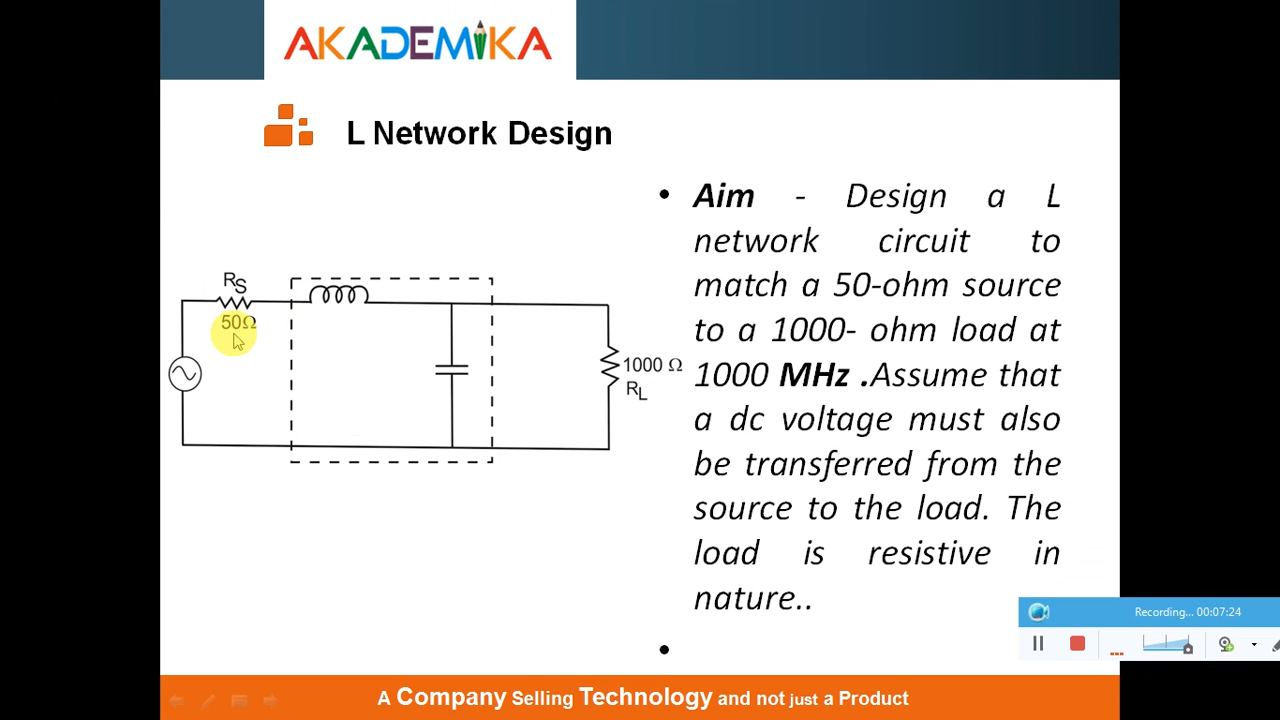 AKADEMIKA
L Network Design
• Aim - Design a L
network circuit to
match a 50-ohm source
to a 1000- ohm load at
1000 MHz .Assume that
a dc voltage must also
be transferred from the
source to the load. The
load is resistive in
nature..
•
RS
50Ω
1000 Ω
RL
Recording... 00:07:24
A Company Selling Technology and not just a Product